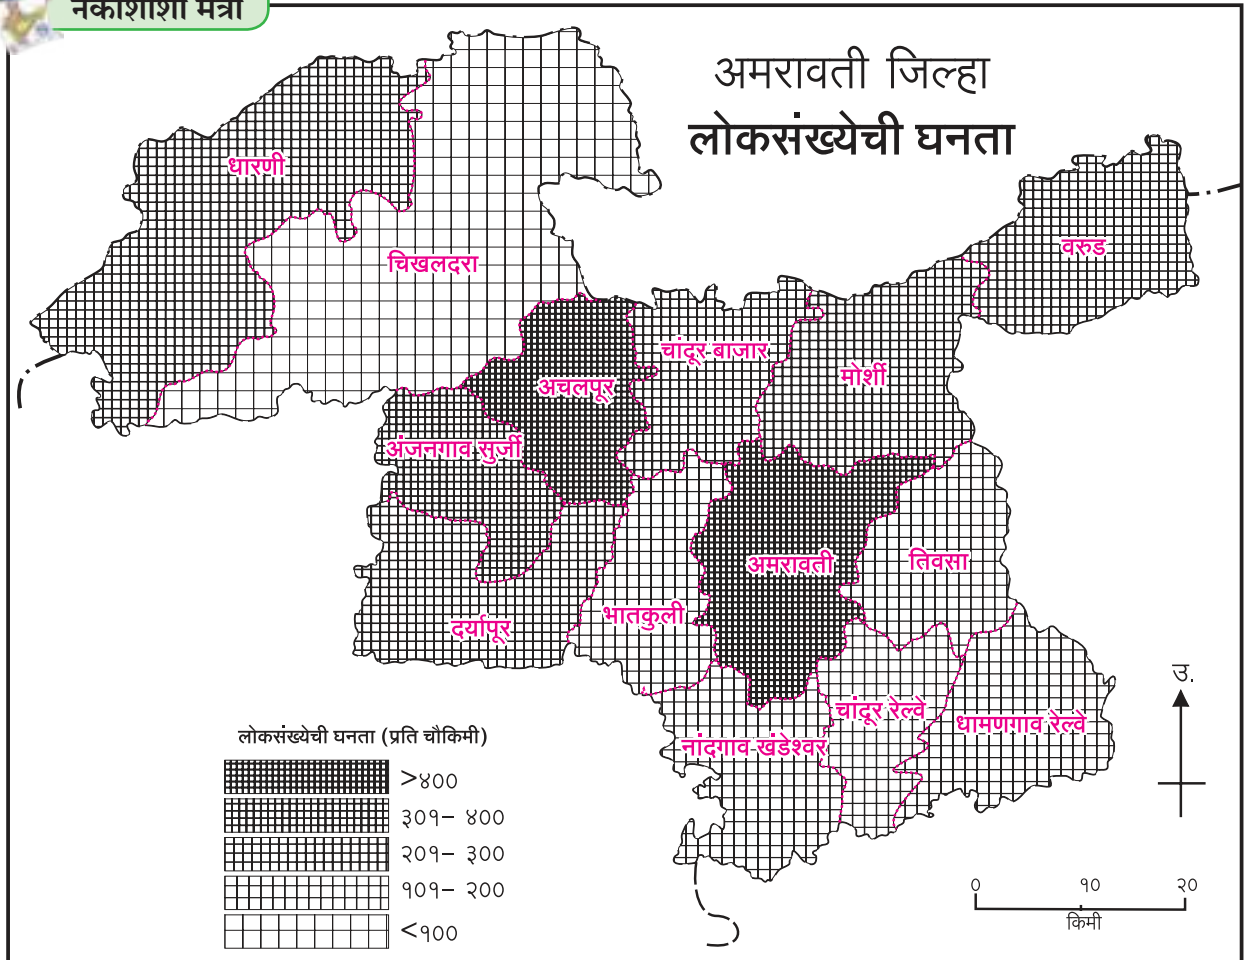 नकाशाशी मैत्री
अमरावती जिल्हा
लोकसंख्येची घनता
धारणी
वरुड
चिखलदरा
चांदूर बाजार
मोर्शी
अचलपूर
अंजनगाव सुर्जी
अमरावती
तिवसा
भातकुली
दर्यापूर
चांदूर रेल्वे
धामणगाव रेल्वे
नांदगाव खंडेश्वर
उ.
लोकसंख्येची घनता (प्रति चौकिमी)
>४००
३०१– ४००
२०१– ३००
१०१– २००
<१००
० १० २०
किमी